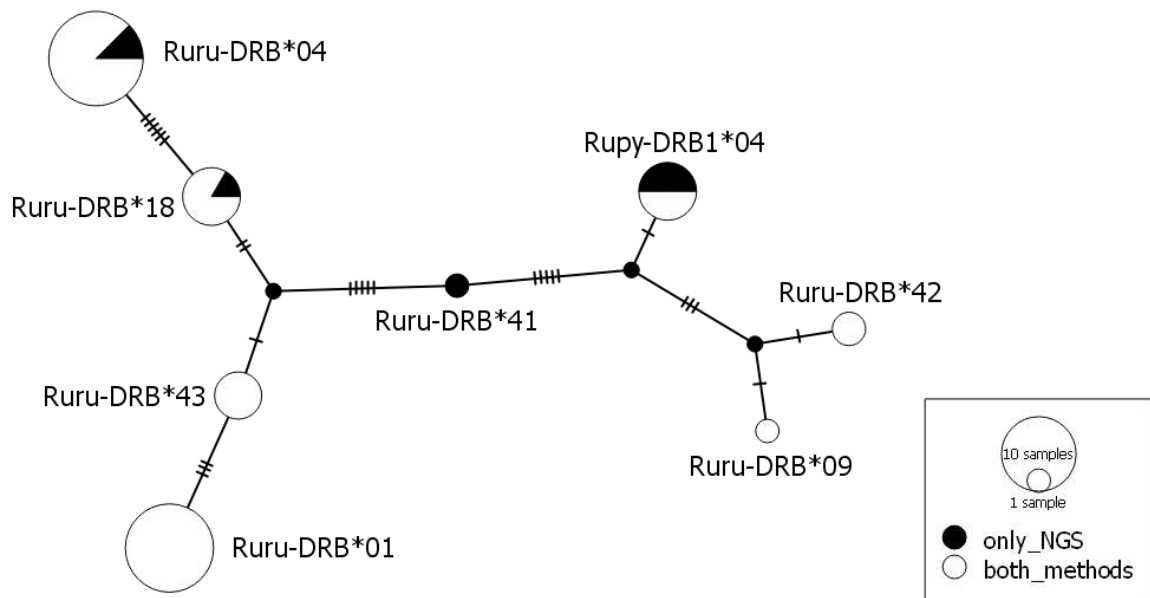 Ruru-DRB*04
Rupy-DRB1*04
Ruru-DRB*18
Ruru-DRB*42
Ruru-DRB*41
Ruru-DRB*43
Ruru-DRB*09
10 samples
1 sample
Ruru-DRB*01
only_NGS
both_methods